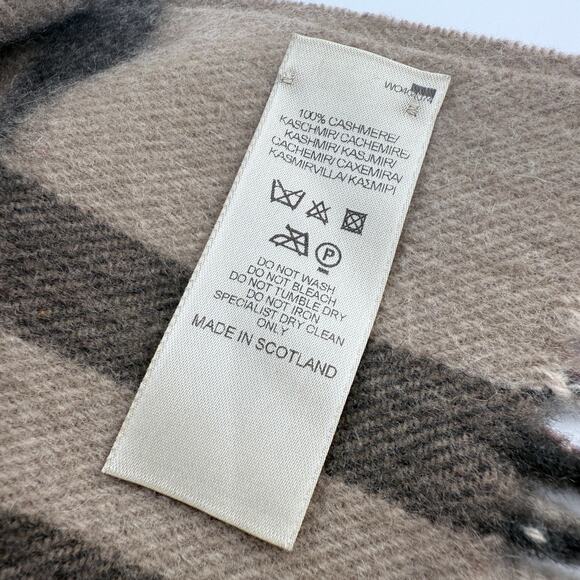 100% CASHMERE/
KASCHMIR/ CACHEMIRE/
KASHMIR/ KASJMIR/
CACHEMIR/ CAXEMIRA/
KASMIRVILLA/ ΚΑΣΜΙΡΙ
P
DO NOT WASH
DO NOT BLEACH
DO NOT TUMBLE DRY
DO NOT IRON
SPECIALIST DRY CLEAN
ONLY
MADE IN SCOTLAND